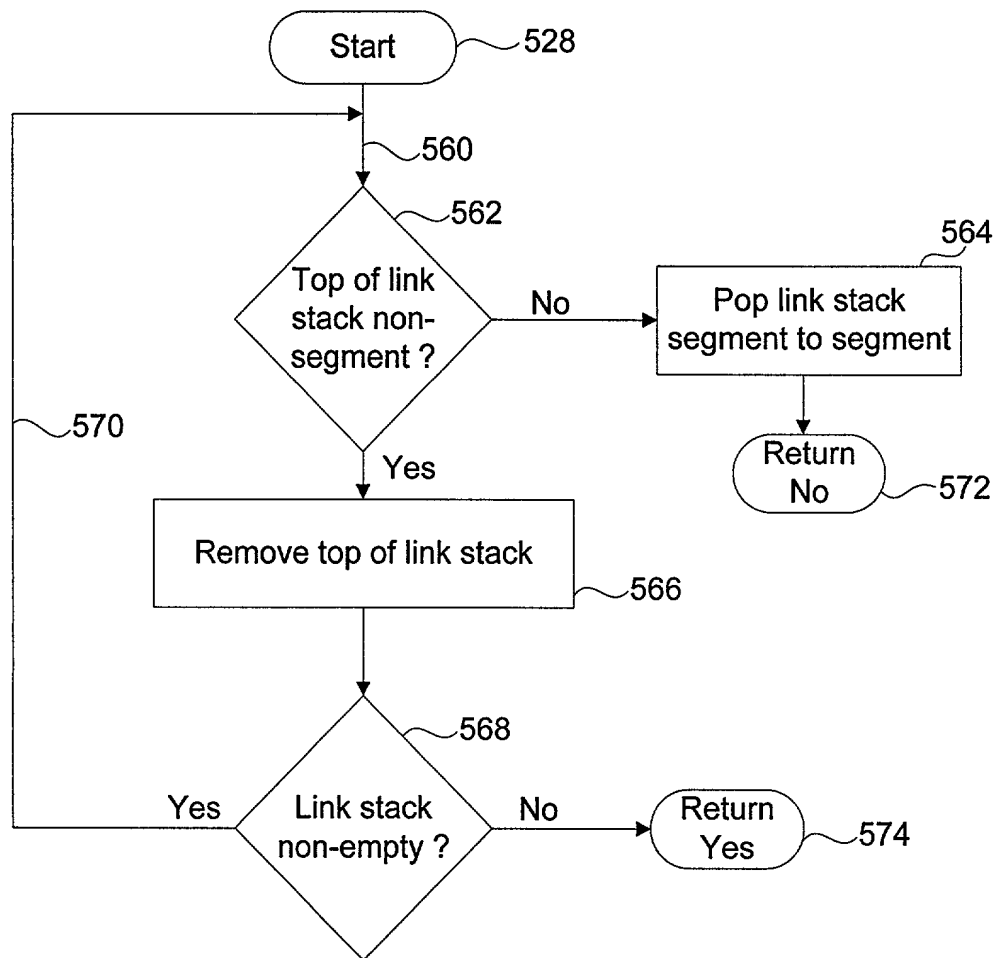 Start
528
560
562
Top of link
stack non-
segment ?
No
564
Pop link stack
segment to segment
570
Yes
Return
No
572
Remove top of link stack
566
568
Yes
Link stack
non-empty ?
No
Return
Yes
574